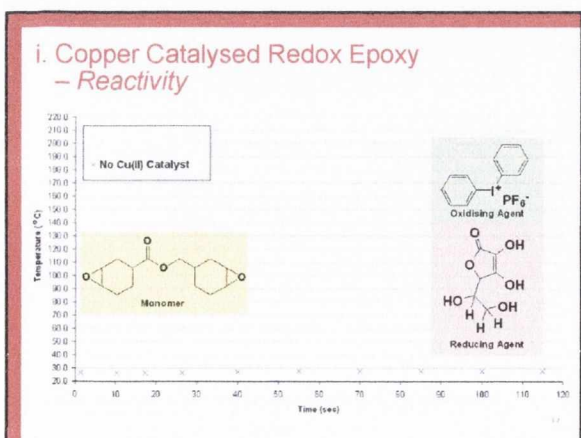 i. Copper Catalysed Redox Epoxy
– Reactivity
220.0
210.0
200.0
190.0
180.0
170.0
160.0
150.0
140.0
130.0
120.0
110.0
100.0
90.0
80.0
70.0
60.0
50.0
40.0
30.0
20.0
Temperature (°C)
× No Cu(II) Catalyst
O
O
O
O
Monomer
I+
PF6-
Oxidising Agent
O
OH
O
OH
HO
OH
H
H
H
Reducing Agent
0 10 20 30 40 50 60 70 80 90 100 110 120
Time (sec)